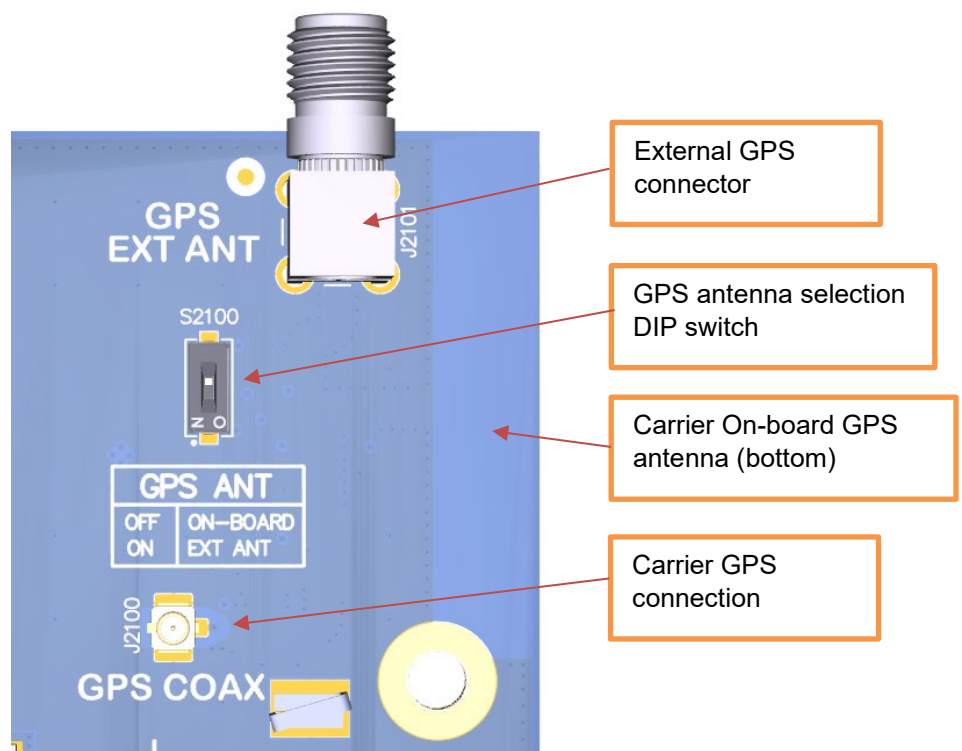 External GPS
connector
GPS
EXT ANT
J2101
GPS antenna selection
DIP switch
S2100
ON
Carrier On-board GPS
antenna (bottom)
GPS ANT
OFF ON-BOARD
ON EXT ANT
Carrier GPS
connection
J2100
GPS COAX